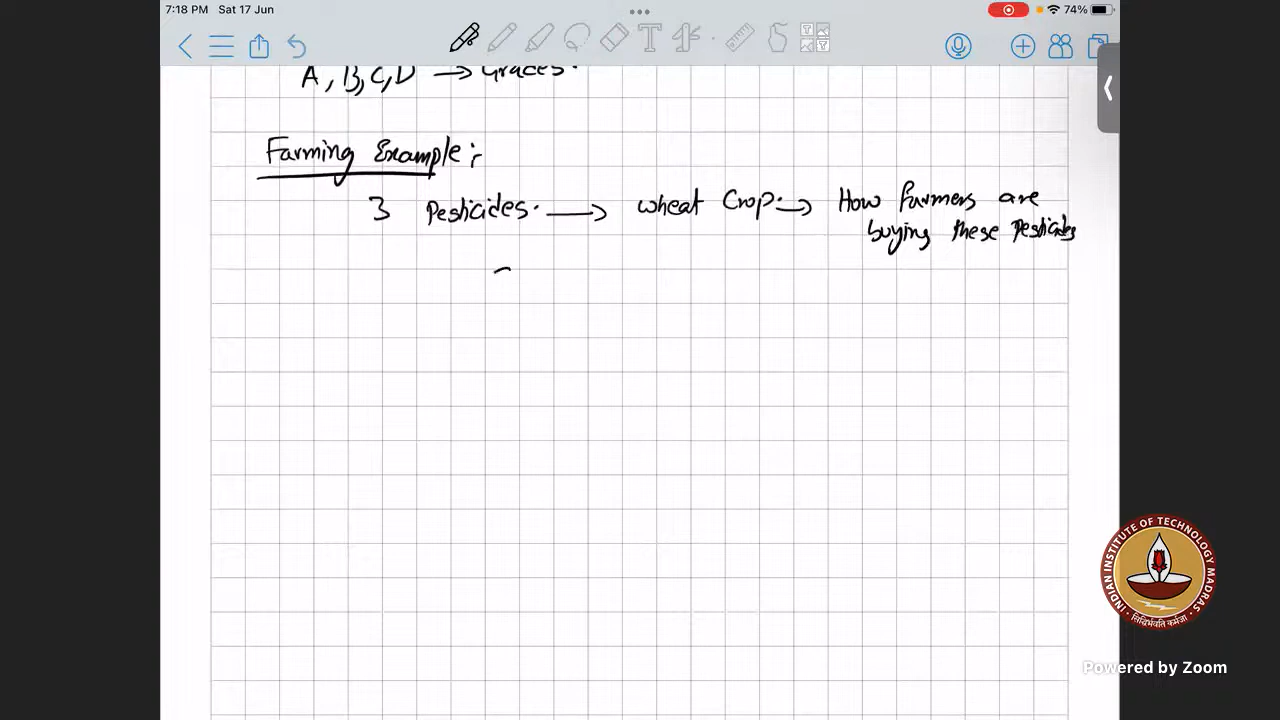 7:18 PM Sat 17 Jun
74%
A, B, C, D → Grades.
Farming Example :
3 Pesticides. → wheat Crop. → How farmers are
buying these Pesticides
INDIAN INSTITUTE OF TECHNOLOGY MADRAS
सिद्धिर्भवति कर्मजा
Powered by Zoom